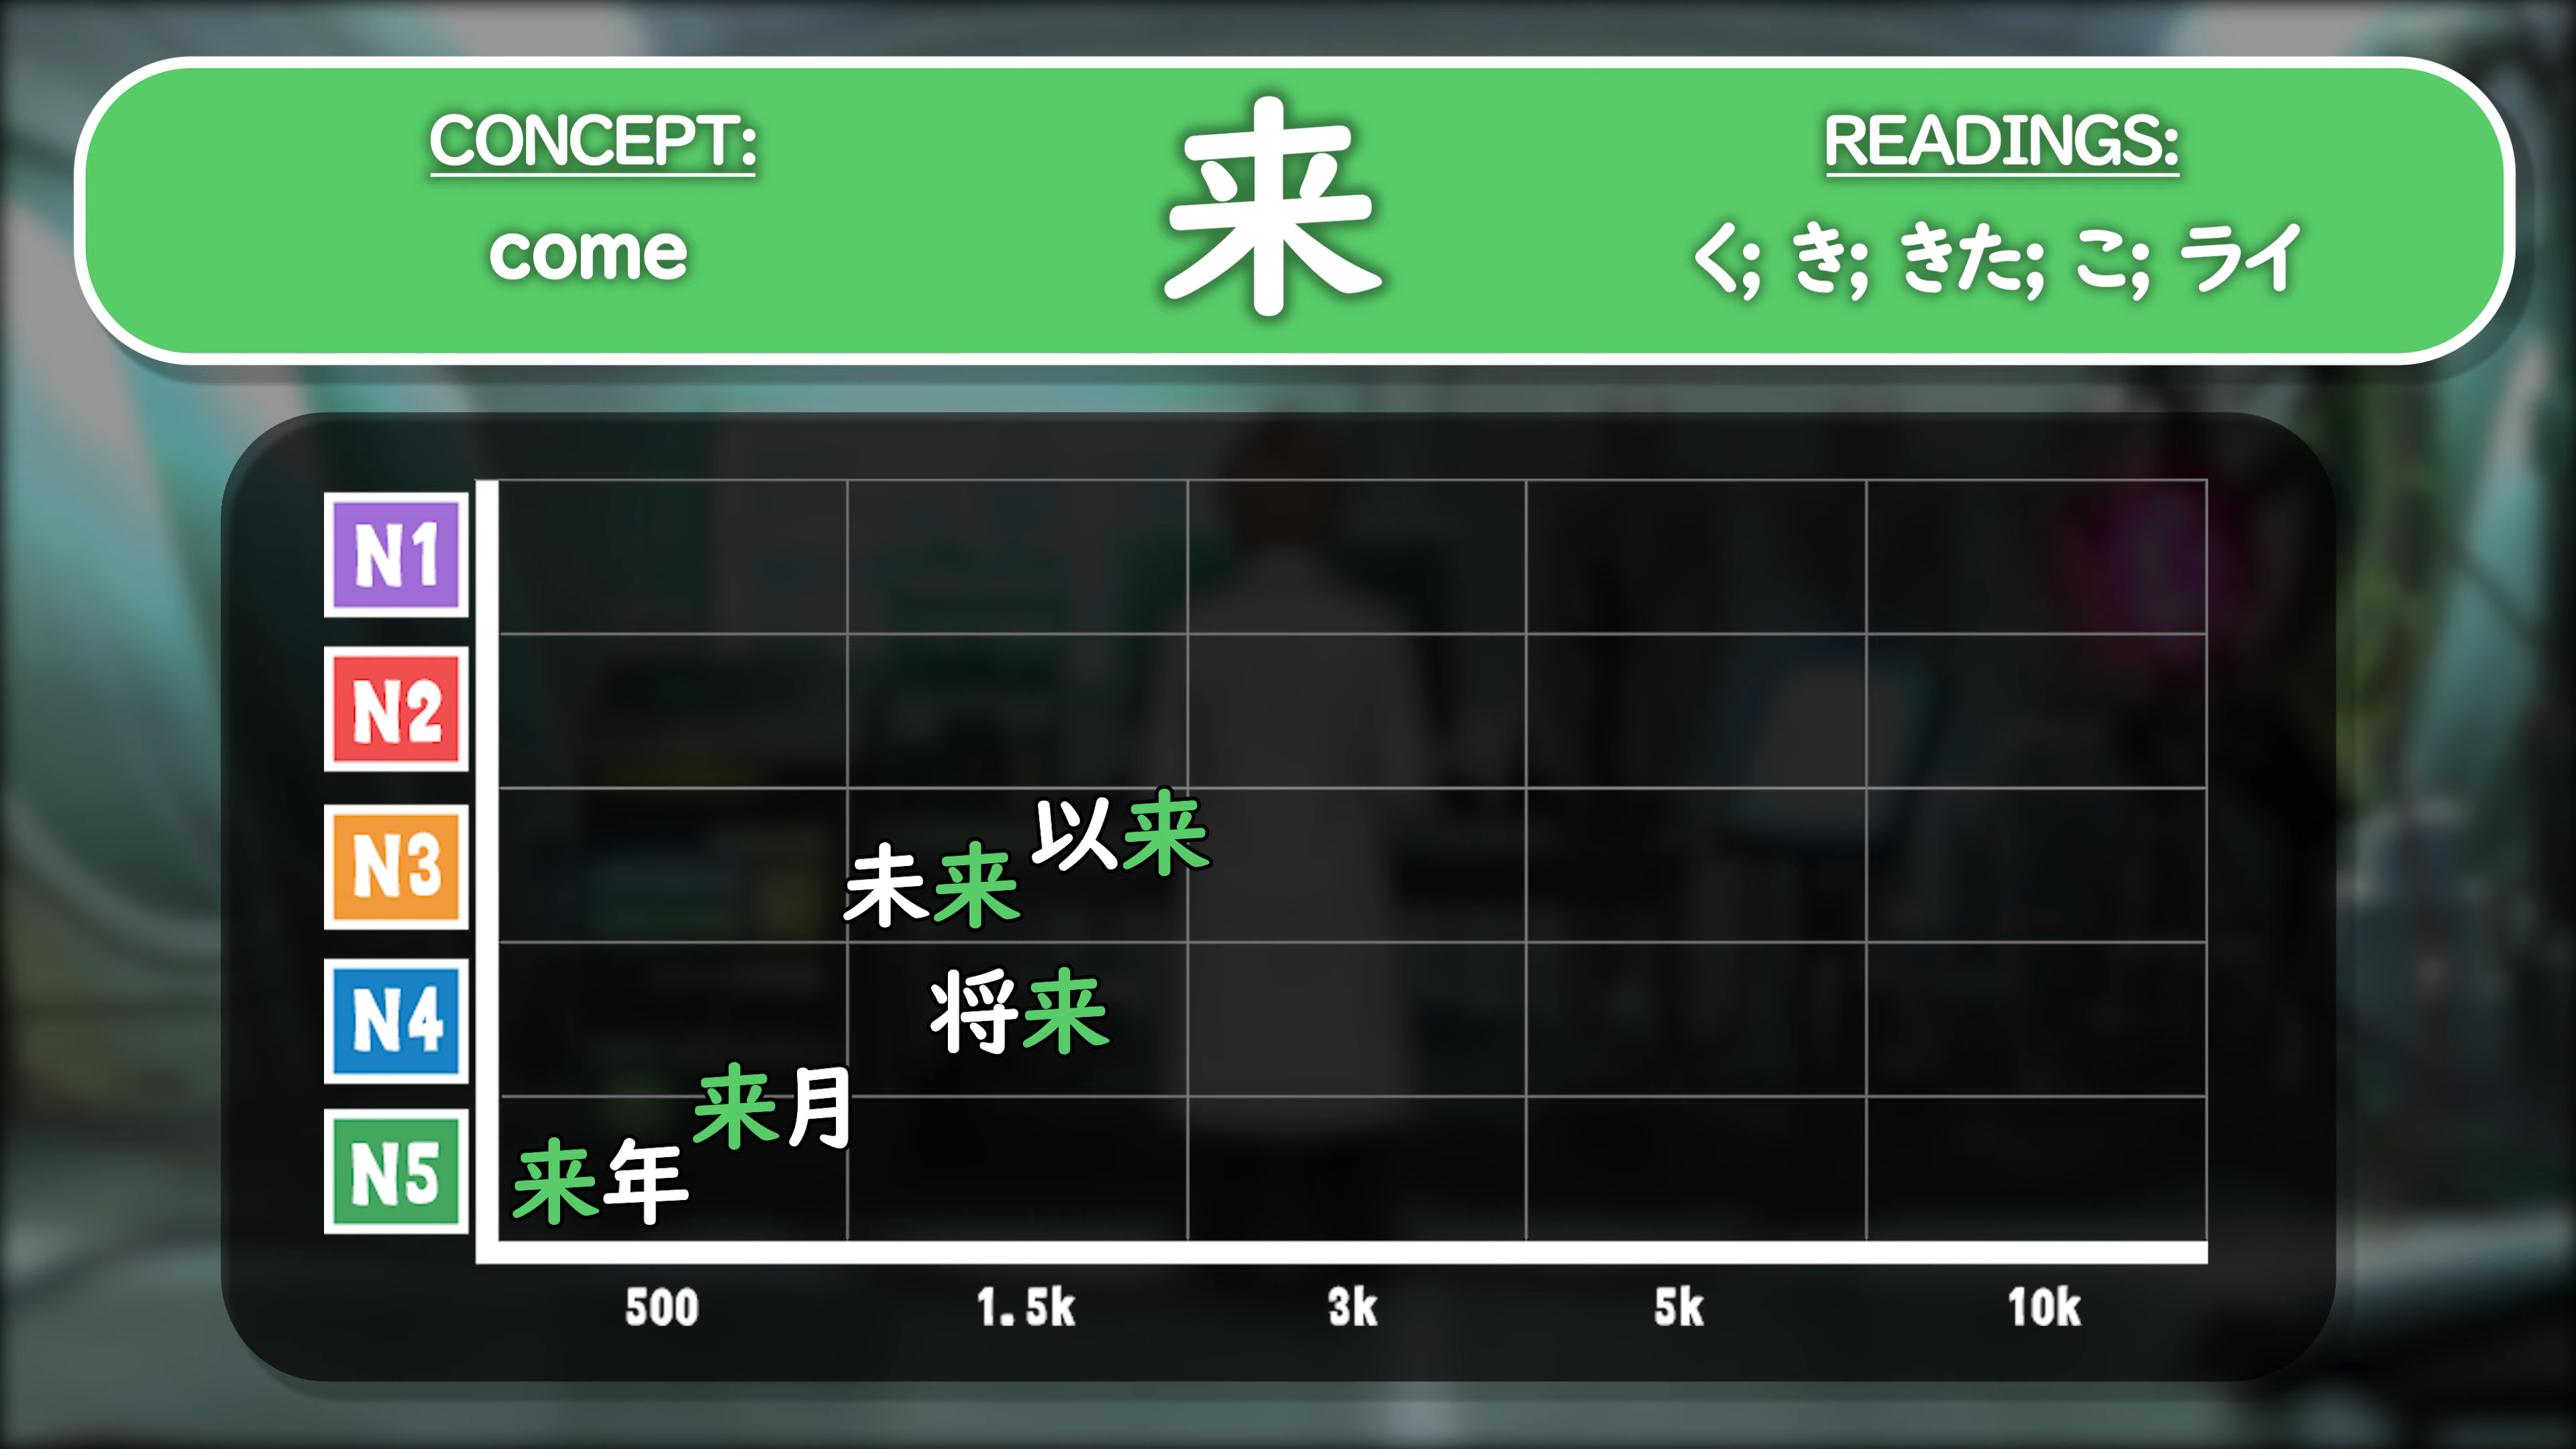 CONCEPT:
come
来
READINGS:
く; き; きた; こ; ライ
N1
N2
N3
N4
N5
以来
未来
将来
来月
来年
500
1.5k
3k
5k
10k